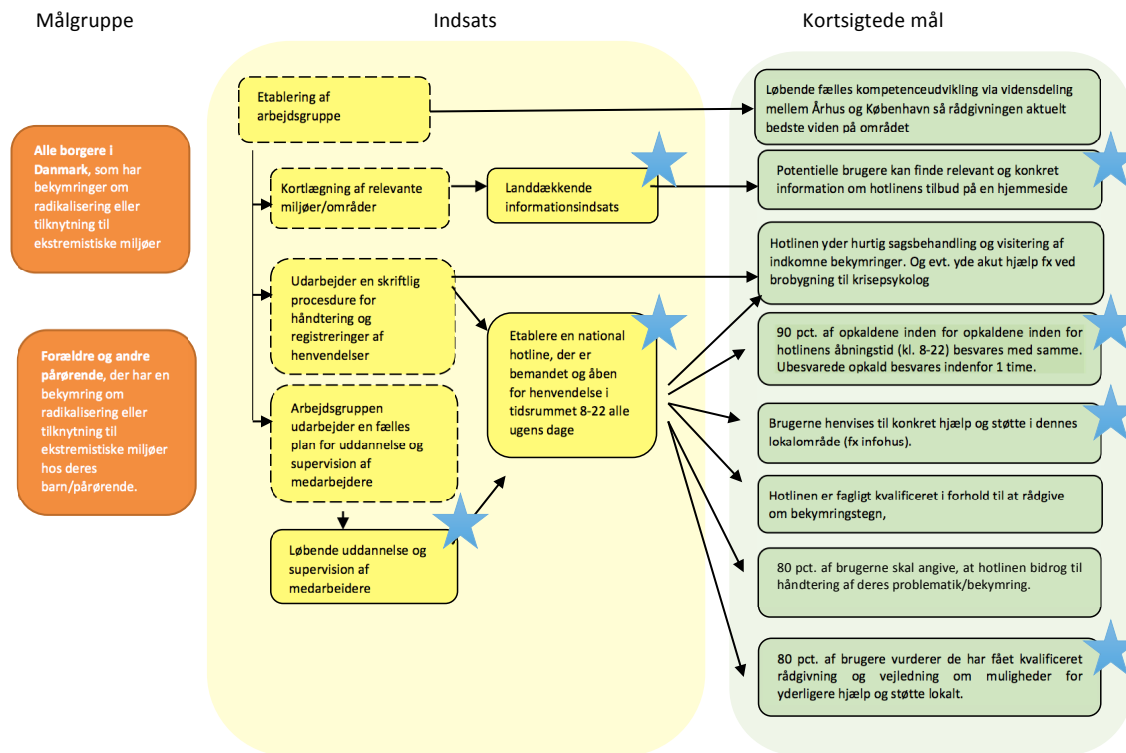 Målgruppe
Indsats
Kortsigtede mål
Alle borgere i
Danmark, som har
bekymringer om
radikalisering eller
tilknytning til
ekstremistiske miljøer
Forældre og andre
pårørende, der har en
bekymring om
radikalisering eller
tilknytning til
ekstremistiske miljøer
hos deres
barn/pårørende.
Etablering af
arbejdsgruppe
Kortlægning af relevante
miljøer/områder
Landdækkende
informationsindsats
Udarbejder en skriftlig
procesdure for
håndtering og
registreringer af
henvendelser
Etablere en national
hotline, der er
bemandet og åben
for henvendelse i
tidsrummet 8-22 alle
ugens dage
Arbejdsgruppen
udarbejder en fælles
plan for uddannelse og
supervision af
medarbejdere
Løbende uddannelse og
supervision af
medarbejdere
Løbende fælles kompetenceudvikling via vidensdeling
mellem Århus og København så rådgivningen aktuelt
bedste viden på området
Potentielle brugere kan finde relevant og konkret
information om hotlinens tilbud på en hjemmeside
Hotlinen yder hurtig sagsbehandling og visitering af
indkomne bekymringer. Og evt. yde akut hjælp fx ved
brobygning til krisepsykolog
90 pct. af opkaldene inden for opkaldene inden for
hotlinens åbningstid (kl. 8-22) besvares med samme.
Ubesvarede opkald besvares indenfor 1 time.
Brugerne henvises til konkret hjælp og støtte i dennes
lokalområde (fx infohus).
Hotlinen er fagligt kvalificeret i forhold til at rådgive
om bekymringstegn,
80 pct. af brugerne skal angive, at hotlinen bidrog til
håndtering af deres problematik/bekymring.
80 pct. af brugere vurderer de har fået kvalificeret
rådgivning og vejledning om muligheder for
yderligere hjælp og støtte lokalt.